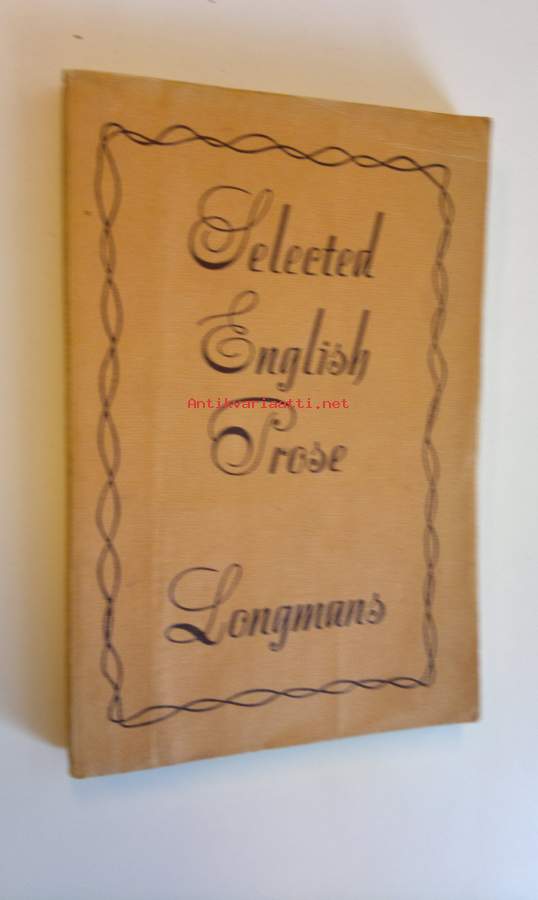 Selected
English
Antikvariaatti.net
Prose
Longmans